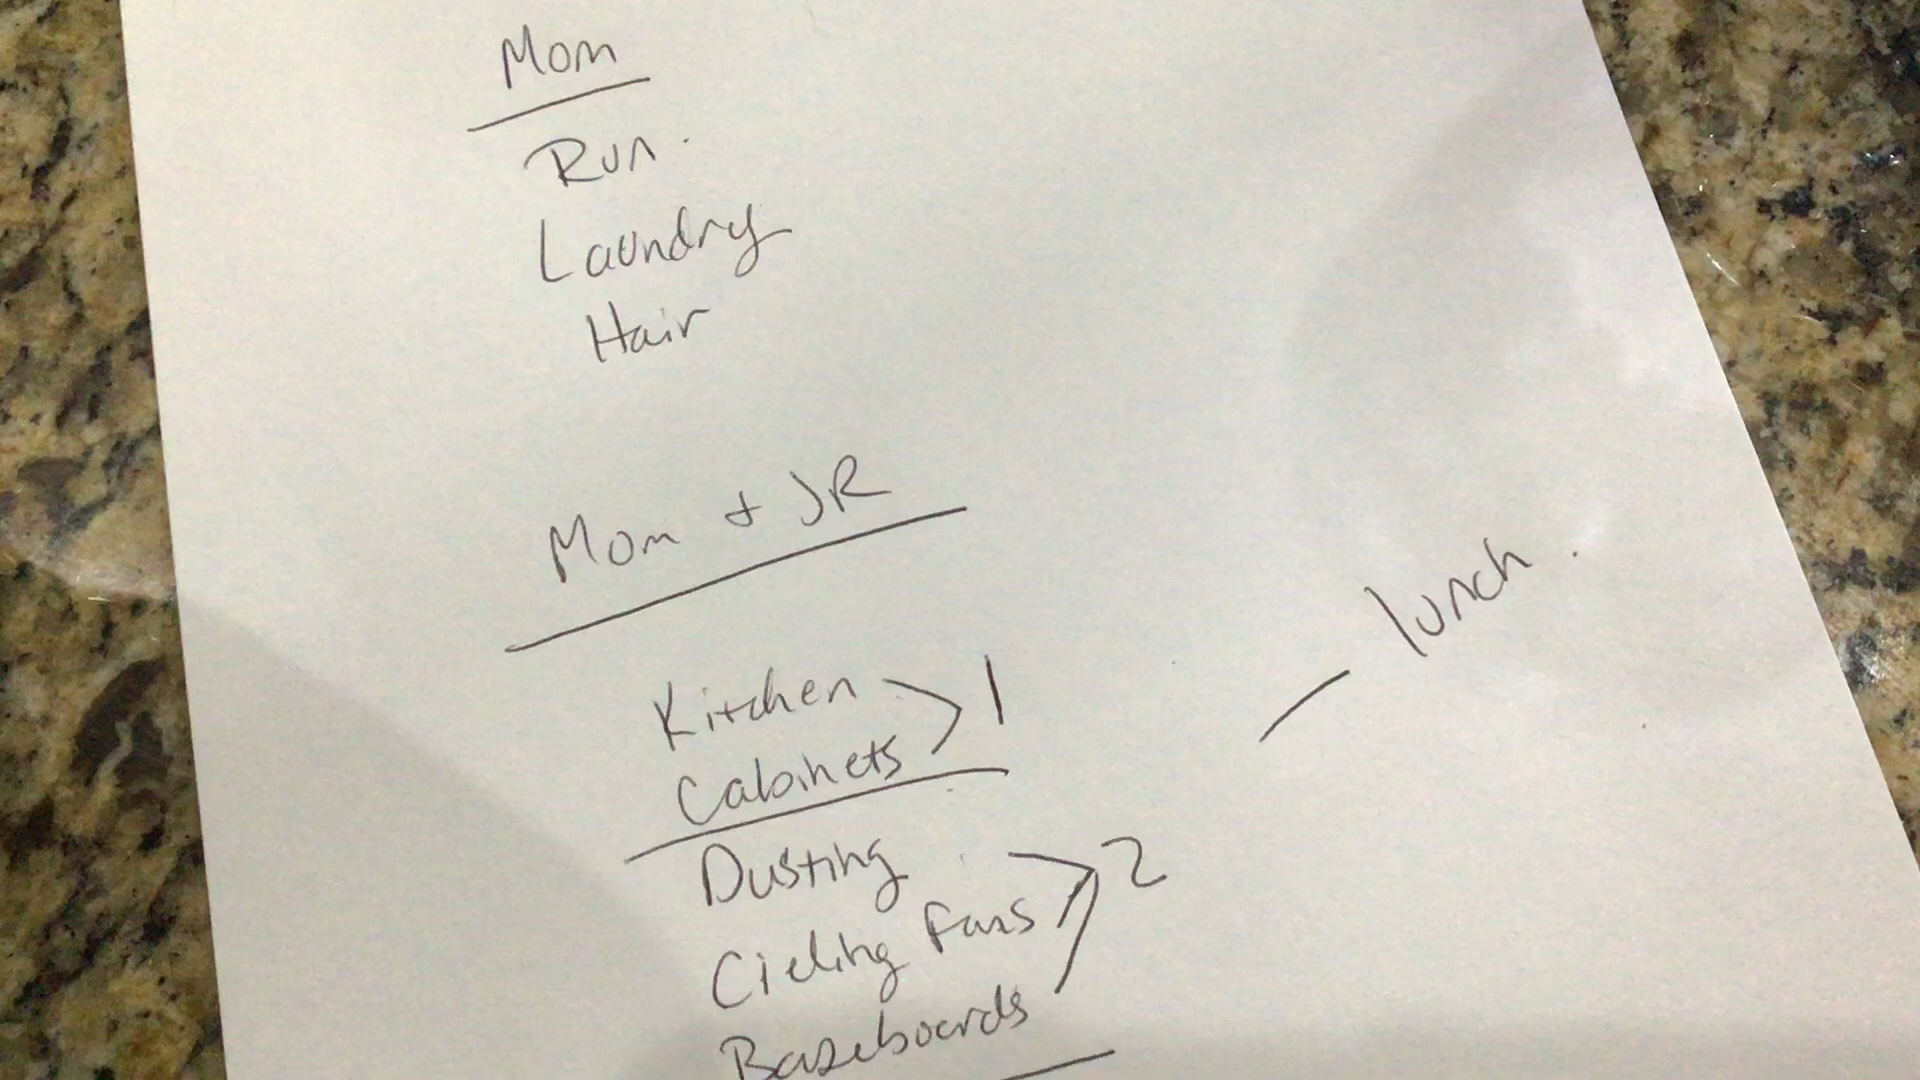 Mom
Run.
Laundry
Hair
Mom + JR
Kitchen
Cabinets
1
- lunch.
Dusting
Cieling Fans
Baseboards
2